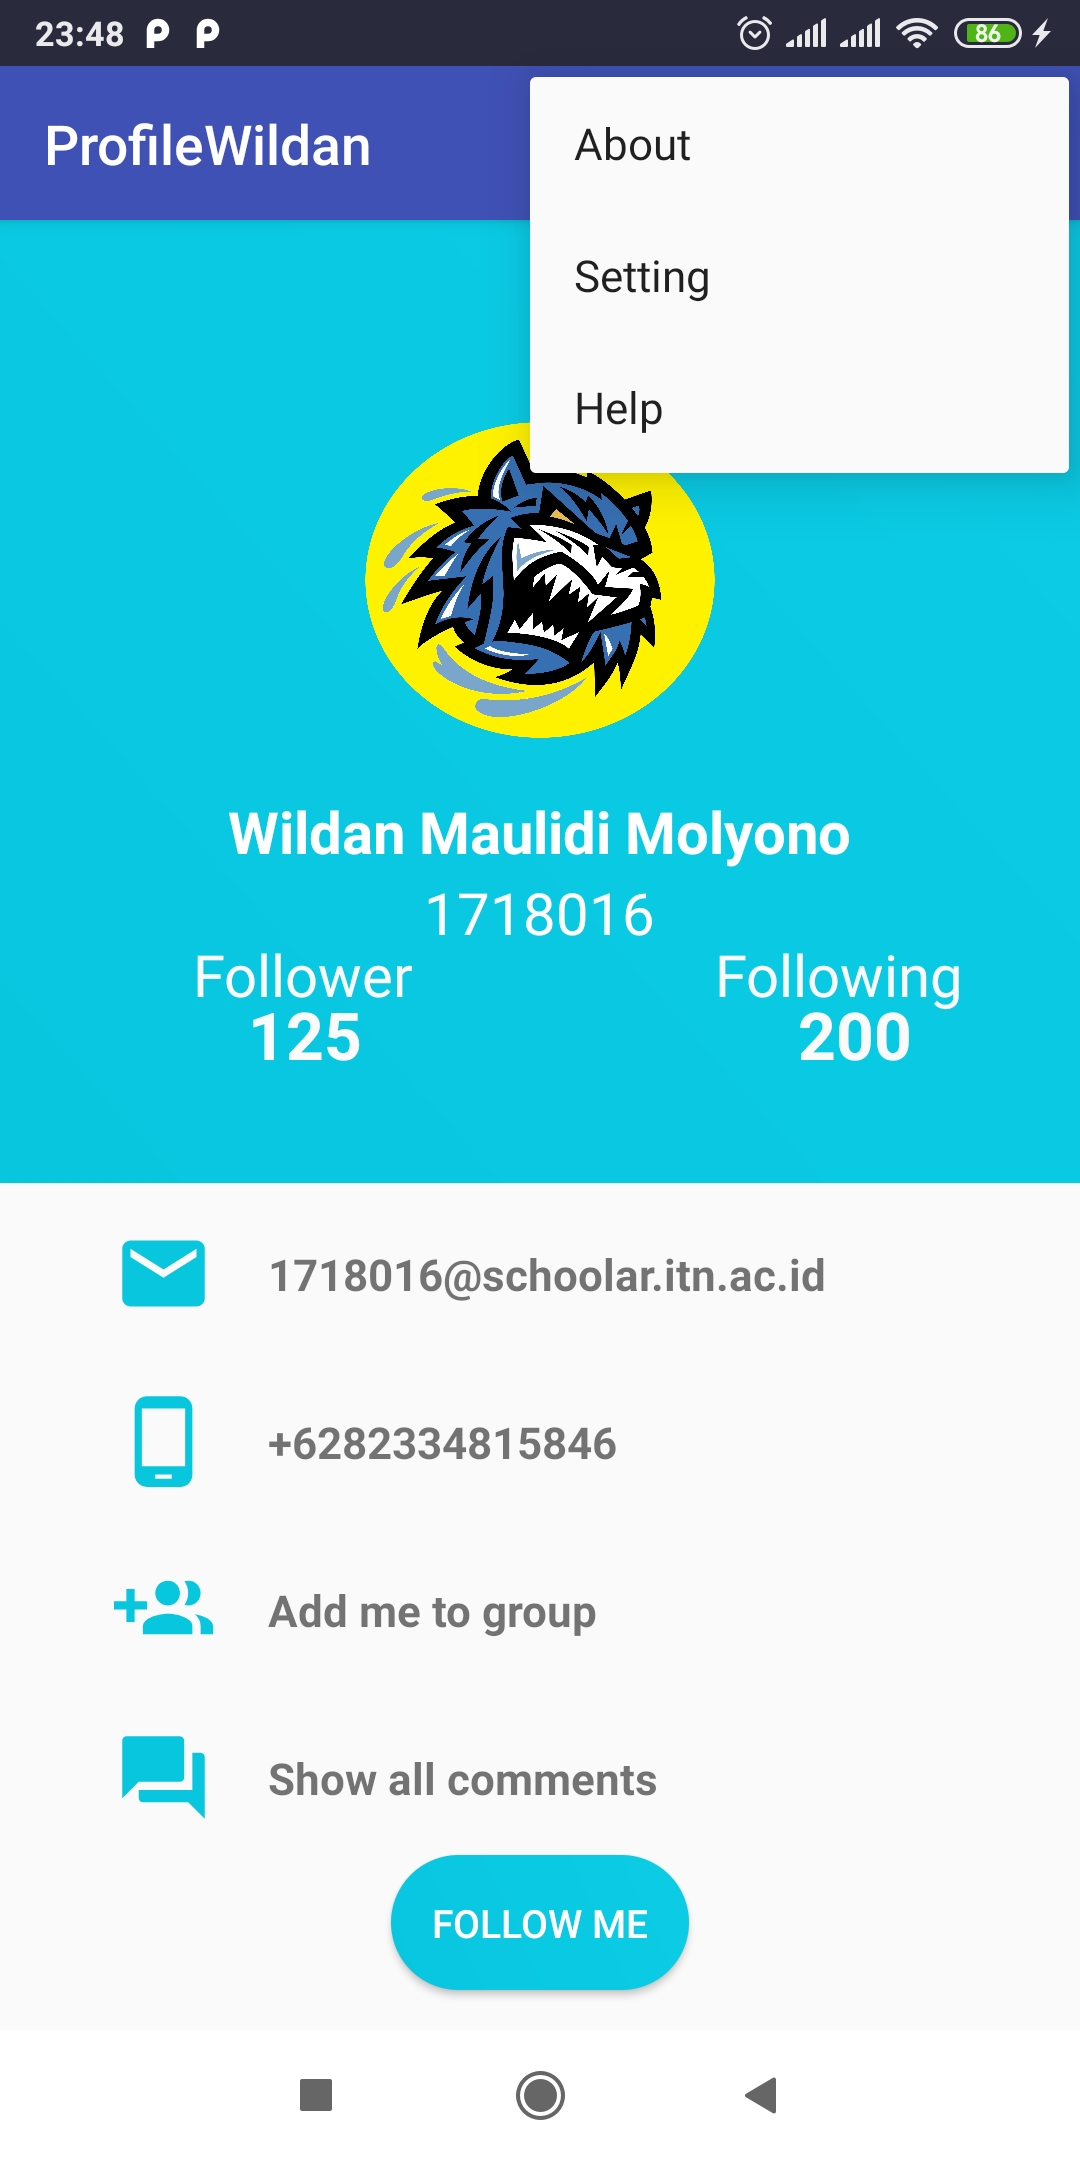 23:48
86
ProfileWildan
About
Setting
Help
Wildan Maulidi Molyono
1718016
Follower
Following
125
200
1718016@schoolar.itn.ac.id
+6282334815846
Add me to group
Show all comments
FOLLOW ME